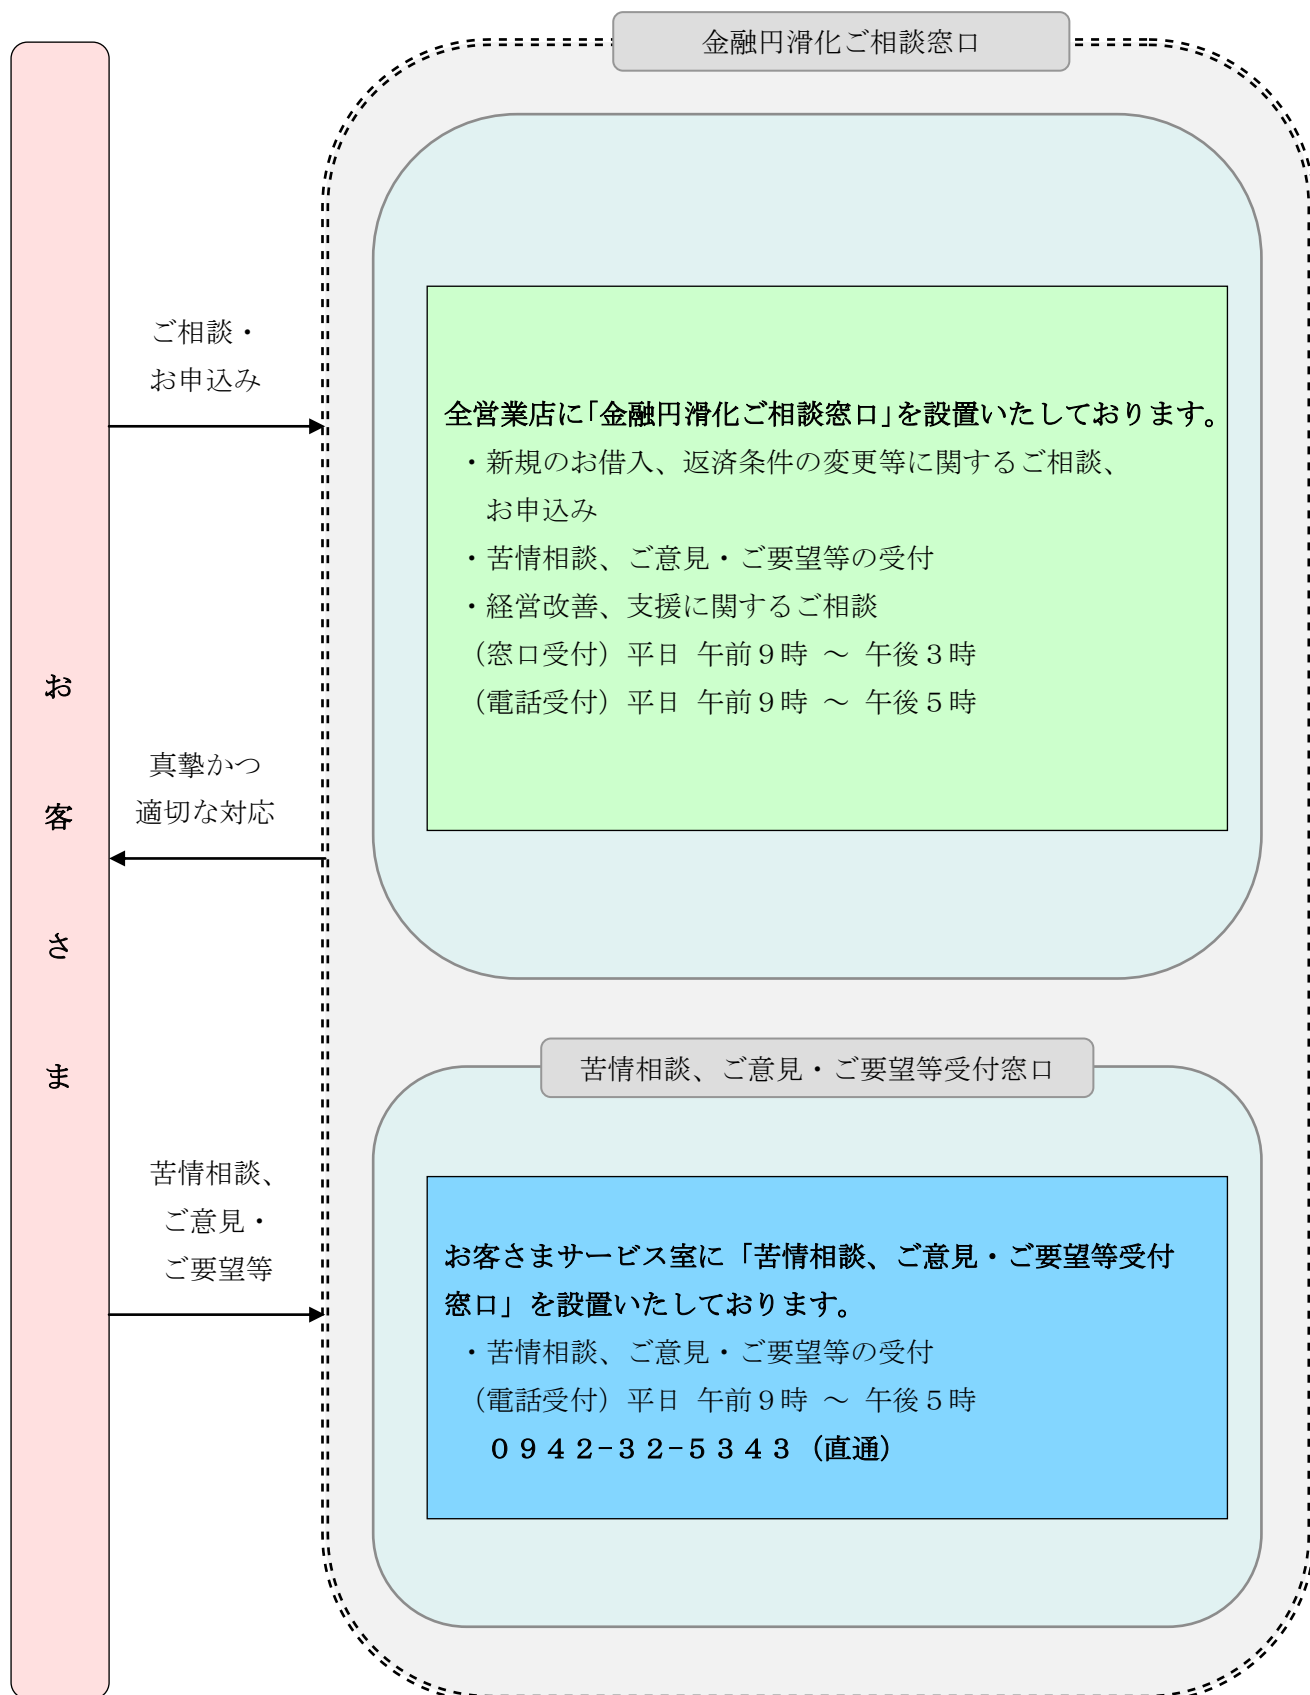 金融円滑化ご相談窓口
お客さま
ご相談・
お申込み
全営業店に「金融円滑化ご相談窓口」を設置いたしております。
・新規のお借入、返済条件の変更等に関するご相談、
お申込み
・苦情相談、ご意見・ご要望等の受付
・経営改善、支援に関するご相談
（窓口受付）平日 午前９時 ～ 午後３時
（電話受付）平日 午前９時 ～ 午後５時
真摯かつ
適切な対応
苦情相談、ご意見・ご要望等受付窓口
苦情相談、
ご意見・
ご要望等
お客さまサービス室に「苦情相談、ご意見・ご要望等受付
窓口」を設置いたしております。
・苦情相談、ご意見・ご要望等の受付
（電話受付）平日 午前９時 ～ 午後５時
０９４２−３２−５３４３（直通）